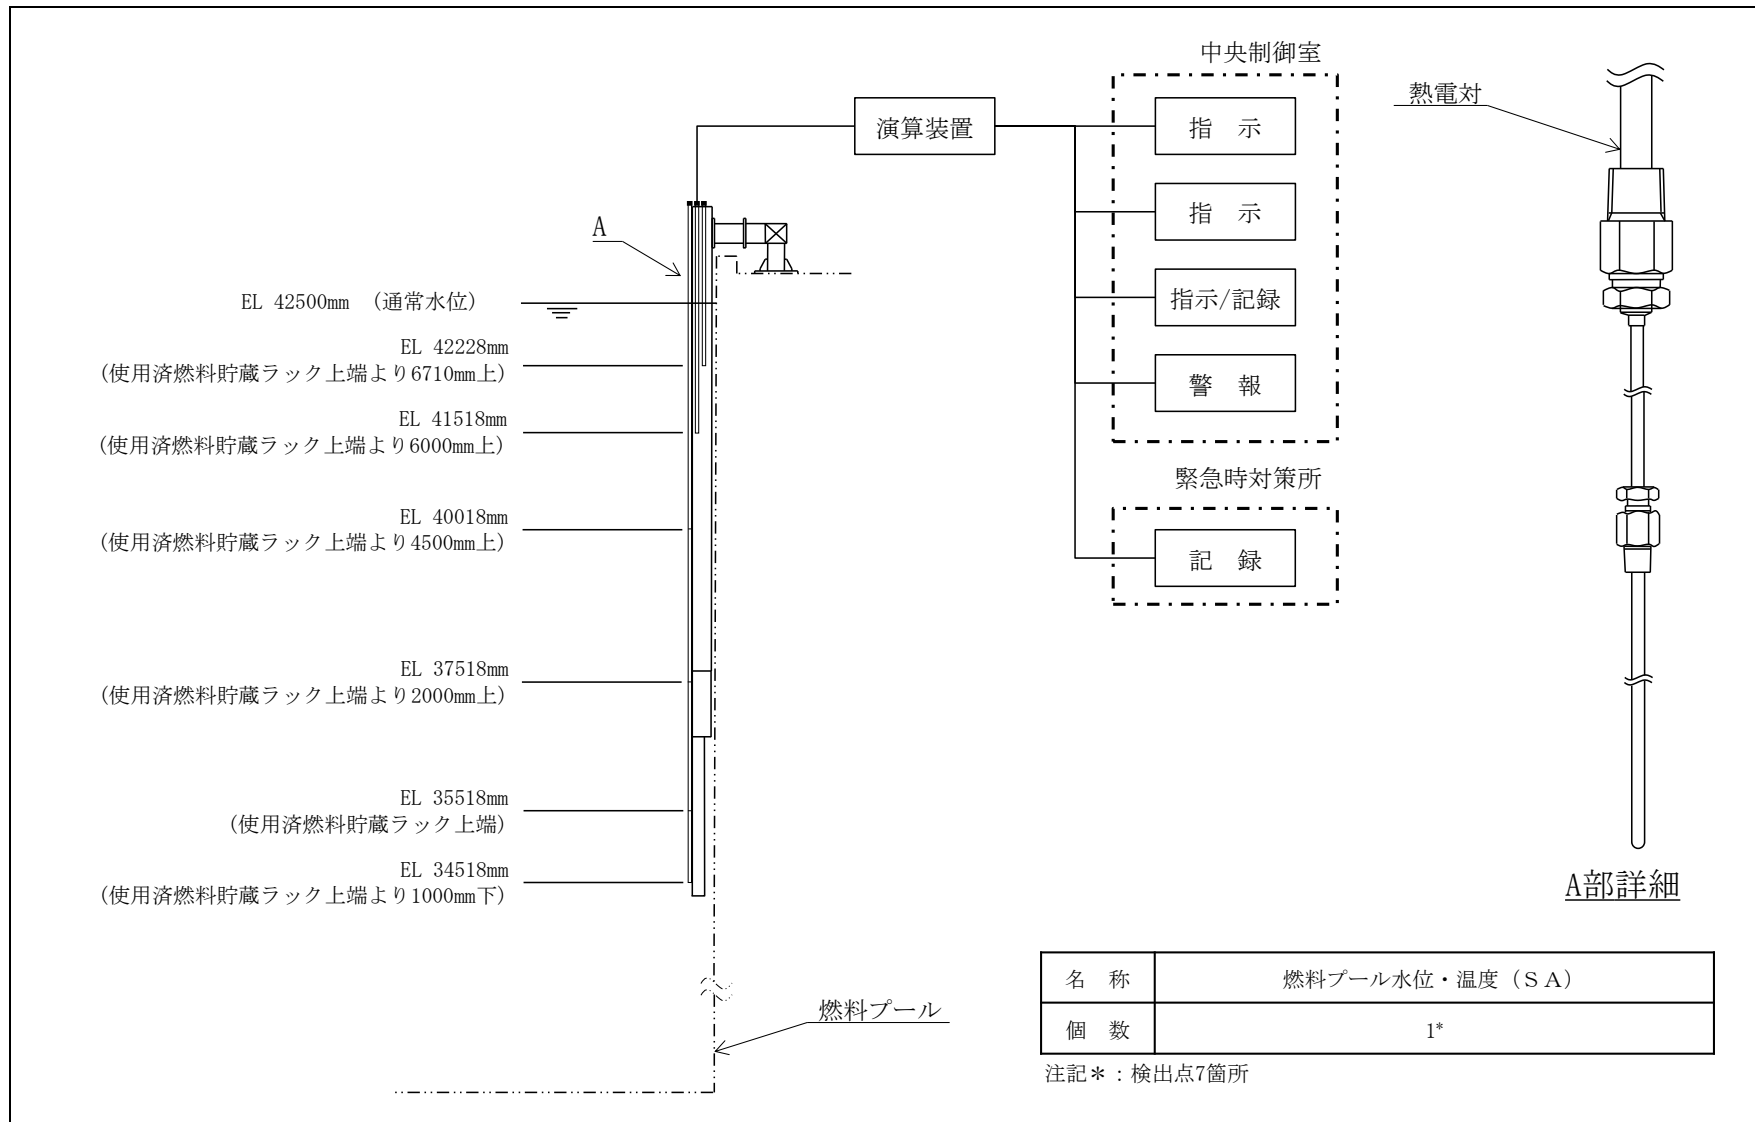 中央制御室
熱電対
演算装置
指　示
指　示
指示/記録
警　報
緊急時対策所
記　録
A
EL 42500mm （通常水位）
EL 42228mm
(使用済燃料貯蔵ラック上端より6710mm上)
EL 41518mm
(使用済燃料貯蔵ラック上端より6000mm上)
EL 40018mm
(使用済燃料貯蔵ラック上端より4500mm上)
EL 37518mm
(使用済燃料貯蔵ラック上端より2000mm上)
EL 35518mm
(使用済燃料貯蔵ラック上端)
EL 34518mm
(使用済燃料貯蔵ラック上端より1000mm下)
燃料プール
A部詳細
名　称　燃料プール水位・温度（ＳＡ）
個　数　1*
注記＊：検出点7箇所